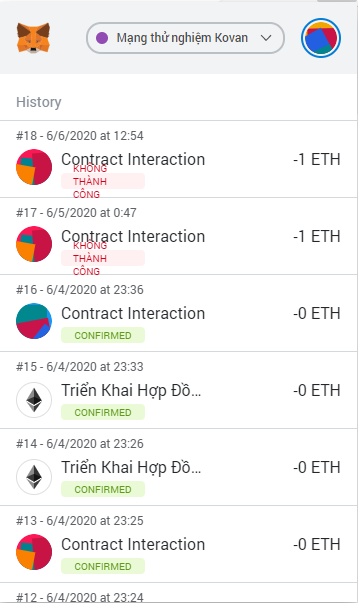 Mạng thử nghiệm Kovan
History
#18 - 6/6/2020 at 12:54
Contract Interaction -1 ETH
KHÔNG
THÀNH
CÔNG
#17 - 6/5/2020 at 0:47
Contract Interaction -1 ETH
KHÔNG
THÀNH
CÔNG
#16 - 6/4/2020 at 23:36
Contract Interaction -0 ETH
CONFIRMED
#15 - 6/4/2020 at 23:33
Triển Khai Hợp Đồ... -0 ETH
CONFIRMED
#14 - 6/4/2020 at 23:26
Triển Khai Hợp Đồ... -0 ETH
CONFIRMED
#13 - 6/4/2020 at 23:25
Contract Interaction -0 ETH
CONFIRMED
#12 - 6/4/2020 at 23:24